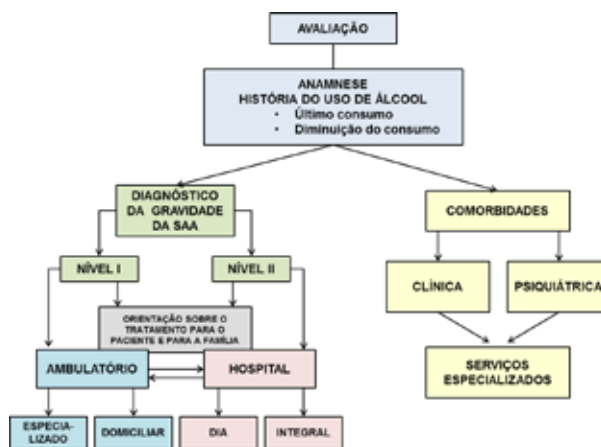 AVALIAÇÃO
ANAMNESE
HISTÓRIA DO USO DE ÁLCOOL
• Último consumo
• Diminuição do consumo
DIAGNÓSTICO
DA GRAVIDADE
DA SAA
COMORBIDADES
NÍVEL I
NÍVEL II
CLÍNICA
PSIQUIÁTRICA
ORIENTAÇÃO SOBRE O
TRATAMENTO PARA O
PACIENTE E PARA A FAMÍLIA
AMBULATÓRIO
HOSPITAL
SERVIÇOS
ESPECIALIZADOS
ESPECIA-
LIZADO
DOMICILIAR
DIA
INTEGRAL